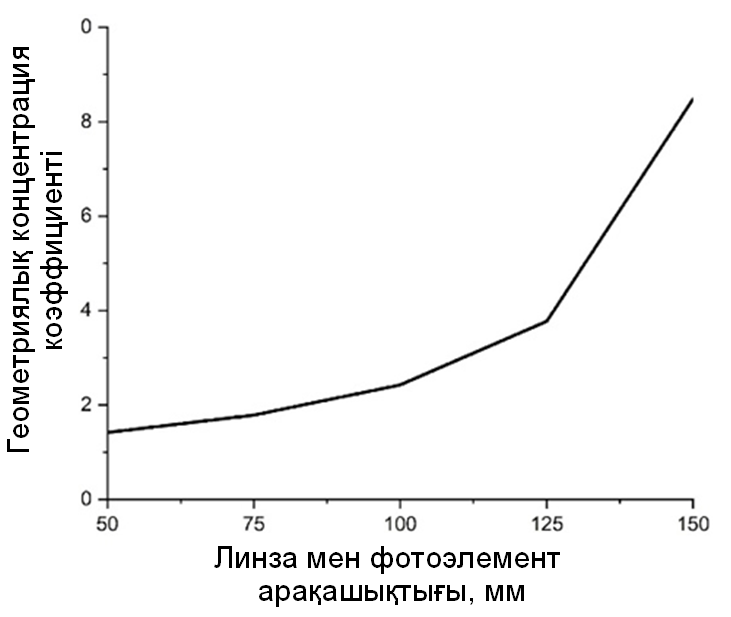 Геометриялық концентрация
коэффициенті
0
8
6
4
2
0
50 75 100 125 150
Линза мен фотоэлемент
арақашықтығы, мм